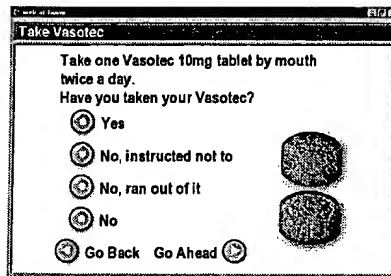 Take Vasotec
Take one Vasotec 10mg tablet by mouth
twice a day.
Have you taken your Vasotec?
Yes
No, instructed not to
No, ran out of it
No
Go Back Go Ahead